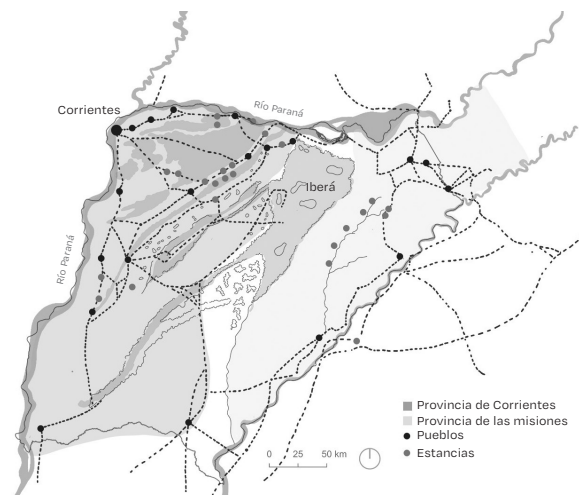 Río Paraná
Corrientes
Iberá
Río Paraná
Provincia de Corrientes
Provincia de las misiones
Pueblos
Estancias
0 25 50 km